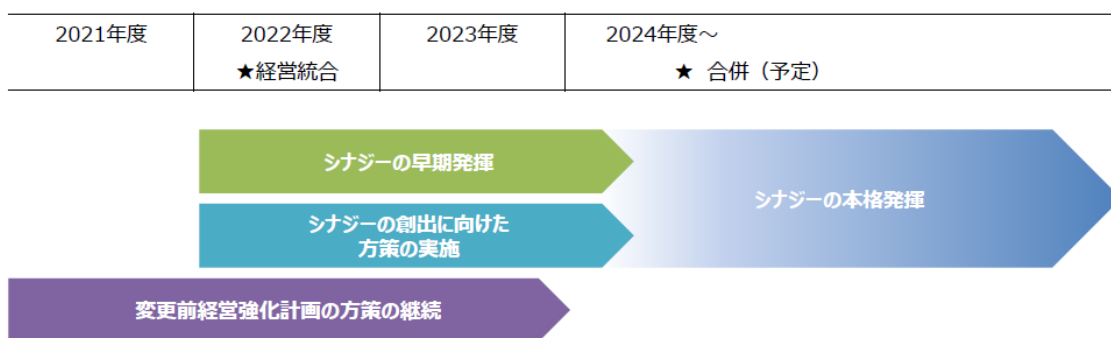 2021年度
2022年度
★経営統合
2023年度
2024年度～
★ 合併（予定）
シナジーの早期発揮
シナジーの創出に向けた
方策の実施
シナジーの本格発揮
変更前経営強化計画の方策の継続